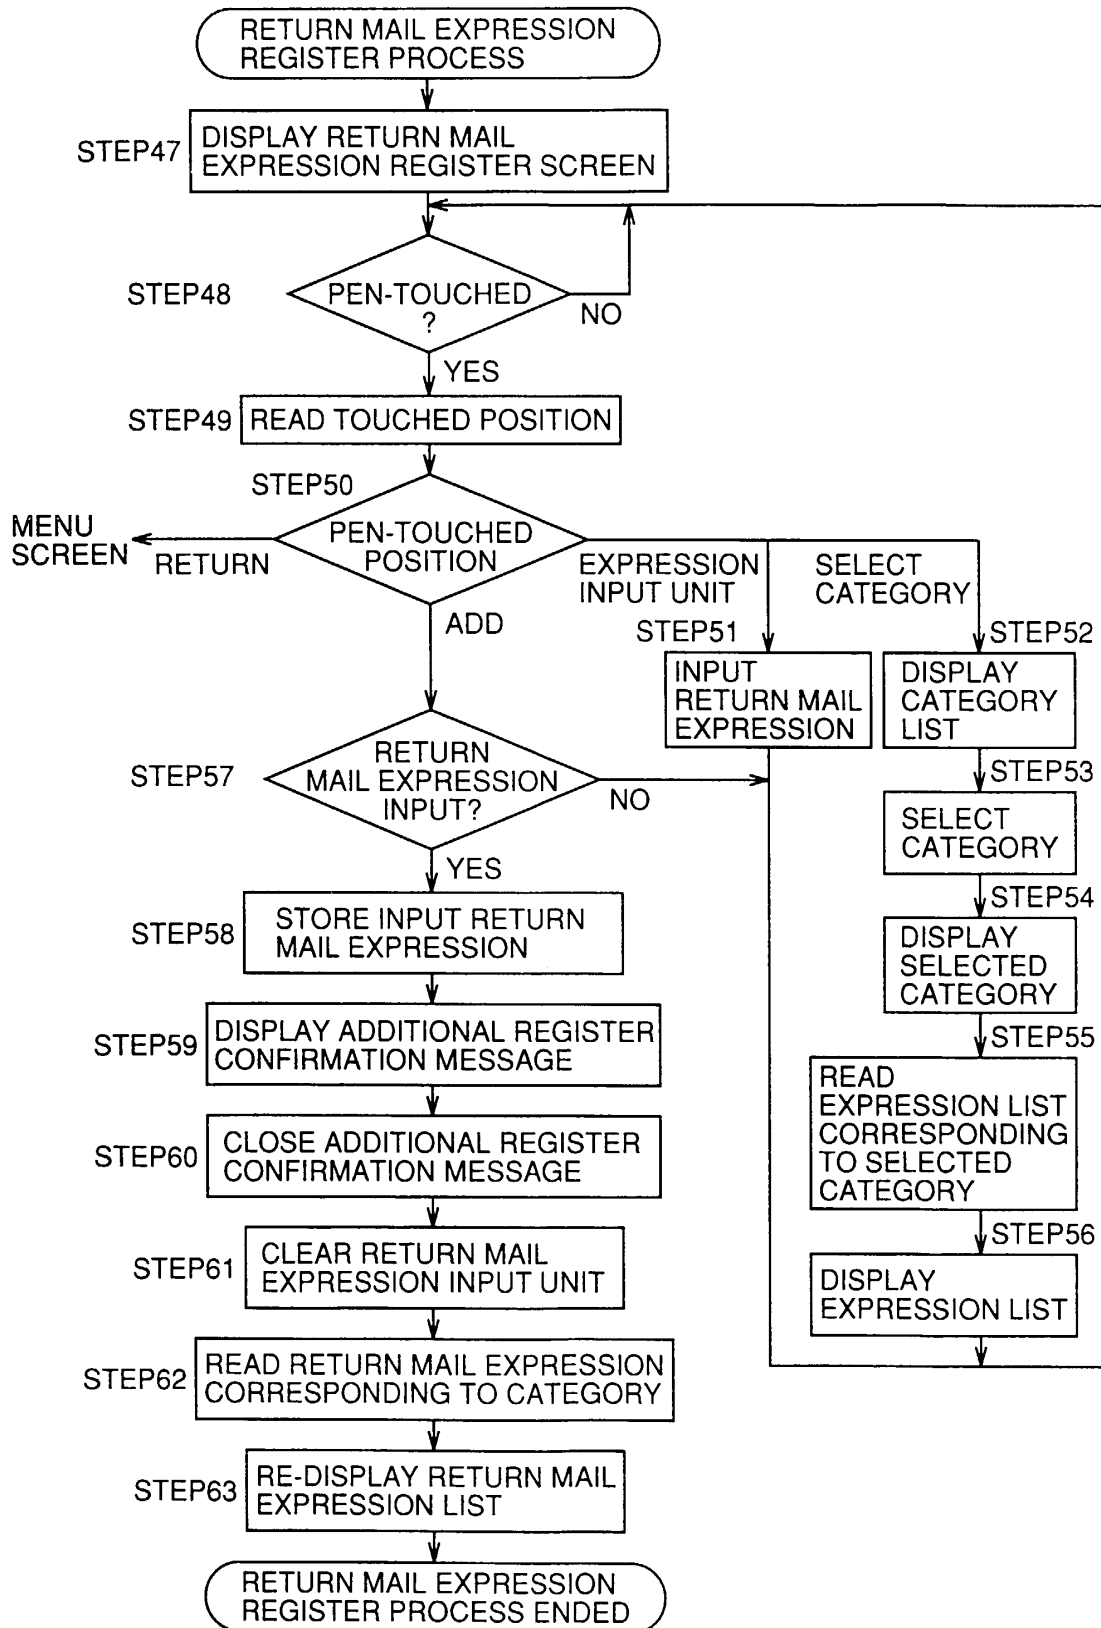 RETURN MAIL EXPRESSION
REGISTER PROCESS
STEP47
DISPLAY RETURN MAIL
EXPRESSION REGISTER SCREEN
STEP48
PEN-TOUCHED
?
NO
YES
STEP49
READ TOUCHED POSITION
STEP50
PEN-TOUCHED
POSITION
MENU
SCREEN
RETURN
EXPRESSION
INPUT UNIT
SELECT
CATEGORY
ADD
STEP51
INPUT
RETURN MAIL
EXPRESSION
STEP52
DISPLAY
CATEGORY
LIST
STEP53
SELECT
CATEGORY
STEP54
DISPLAY
SELECTED
CATEGORY
STEP55
READ
EXPRESSION LIST
CORRESPONDING
TO SELECTED
CATEGORY
STEP56
DISPLAY
EXPRESSION LIST
STEP57
RETURN
MAIL EXPRESSION
INPUT?
NO
YES
STEP58
STORE INPUT RETURN
MAIL EXPRESSION
STEP59
DISPLAY ADDITIONAL REGISTER
CONFIRMATION MESSAGE
STEP60
CLOSE ADDITIONAL REGISTER
CONFIRMATION MESSAGE
STEP61
CLEAR RETURN MAIL
EXPRESSION INPUT UNIT
STEP62
READ RETURN MAIL EXPRESSION
CORRESPONDING TO CATEGORY
STEP63
RE-DISPLAY RETURN MAIL
EXPRESSION LIST
RETURN MAIL EXPRESSION
REGISTER PROCESS ENDED